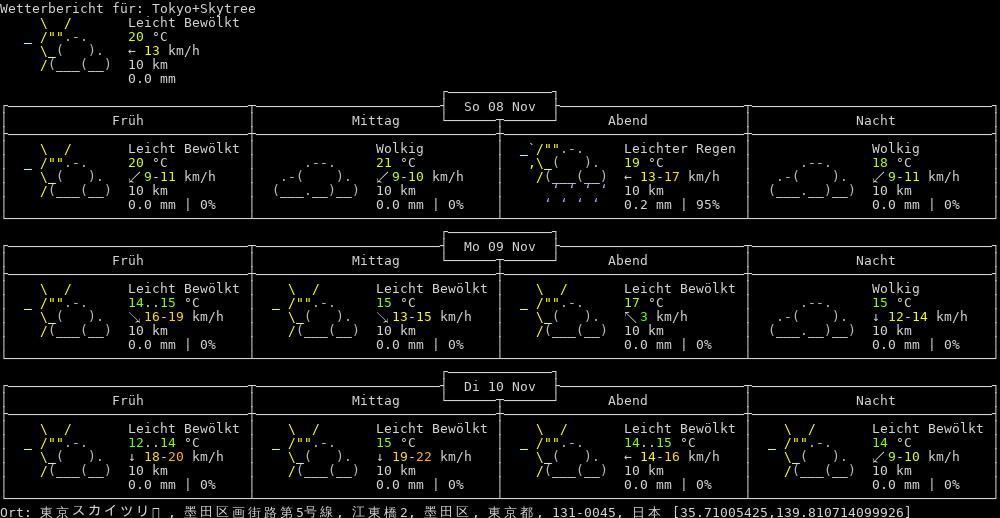 Wetterbericht für: Tokyo+Skytree
Leicht Bewölkt
20 °C
← 13 km/h
10 km
0.0 mm
So 08 Nov
Früh Mittag Abend Nacht
Leicht Bewölkt Wolkig Leichter Regen Wolkig
20 °C 21 °C 19 °C 18 °C
↙ 9-11 km/h ↙ 9-10 km/h ← 13-17 km/h ↙ 9-11 km/h
10 km 10 km 10 km 10 km
0.0 mm | 0% 0.0 mm | 0% 0.2 mm | 95% 0.0 mm | 0%
Mo 09 Nov
Früh Mittag Abend Nacht
Leicht Bewölkt Leicht Bewölkt Leicht Bewölkt Wolkig
14..15 °C 15 °C 17 °C 15 °C
↘ 16-19 km/h ↘ 13-15 km/h ↖ 3 km/h ↓ 12-14 km/h
10 km 10 km 10 km 10 km
0.0 mm | 0% 0.0 mm | 0% 0.0 mm | 0% 0.0 mm | 0%
Di 10 Nov
Früh Mittag Abend Nacht
Leicht Bewölkt Leicht Bewölkt Leicht Bewölkt Leicht Bewölkt
12..14 °C 15 °C 14..15 °C 14 °C
↓ 18-20 km/h ↓ 19-22 km/h ← 14-16 km/h ↙ 9-10 km/h
10 km 10 km 10 km 10 km
0.0 mm | 0% 0.0 mm | 0% 0.0 mm | 0% 0.0 mm | 0%
Ort: 東京スカイツリ▯, 墨田区画街路第5号線, 江東橋2, 墨田区, 東京都, 131-0045, 日本 [35.71005425,139.810714099926]